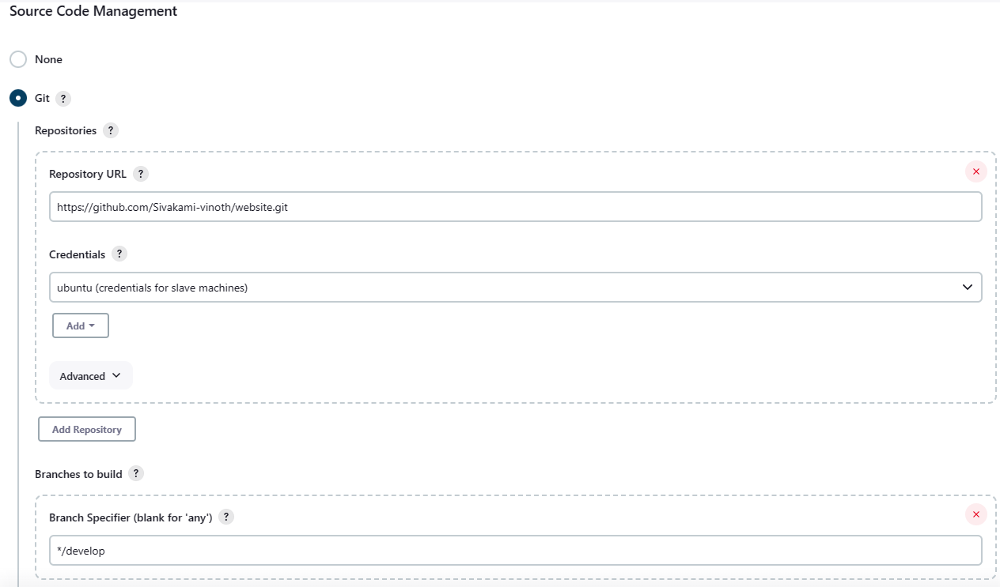 Source Code Management
None
Git ?
Repositories ?
Repository URL ?
https://github.com/Sivakami-vinoth/website.git
Credentials ?
ubuntu (credentials for slave machines)
Add
Advanced
Add Repository
Branches to build ?
Branch Specifier (blank for 'any') ?
*/develop